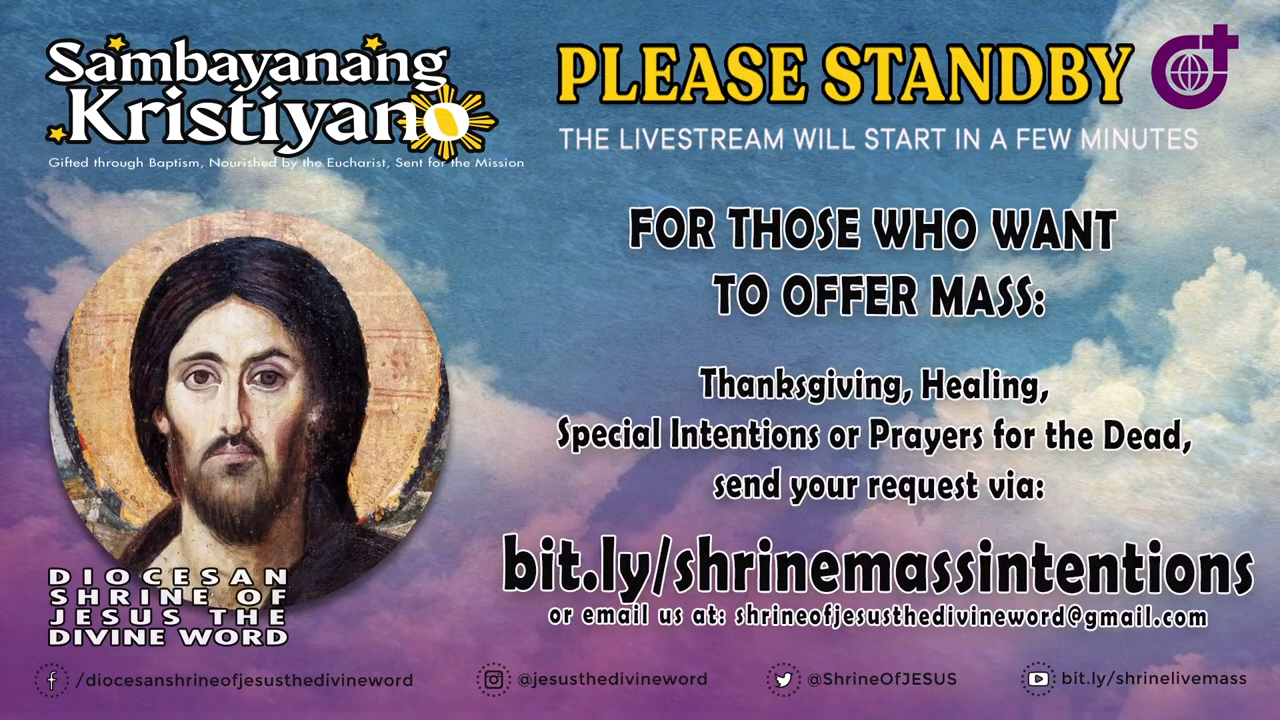 Sambayanang
Kristiyano
Gifted through Baptism, Nourished by the Eucharist, Sent for the Mission
PLEASE STANDBY
THE LIVESTREAM WILL START IN A FEW MINUTES
FOR THOSE WHO WANT
TO OFFER MASS:
Thanksgiving, Healing,
Special Intentions or Prayers for the Dead,
send your request via:
bit.ly/shrinemassintentions
or email us at: shrineofjesusthedivineword@gmail.com
DIOCESAN
SHRINE OF
JESUS THE
DIVINE WORD
/diocesanshrineofjesusthedivineword
@jesusthedivineword
@ShrineOfJESUS
bit.ly/shrinelivemass